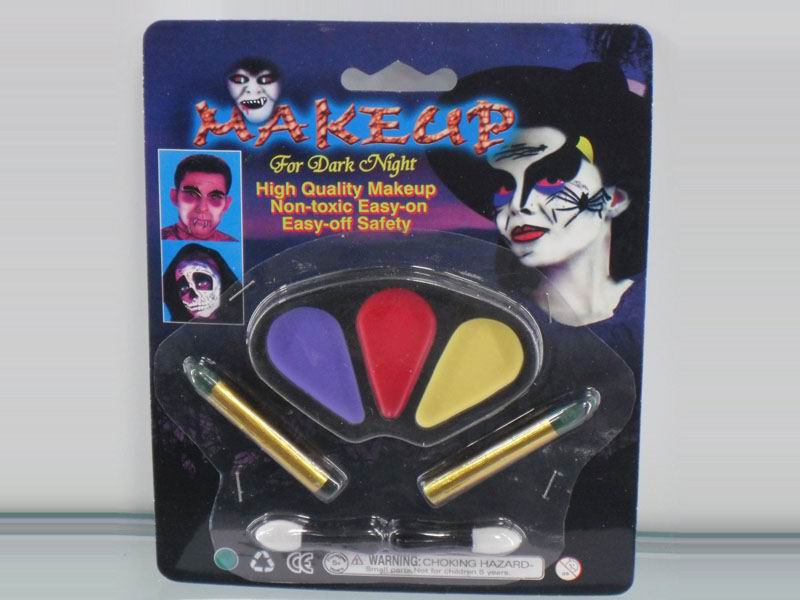 MAKEUP
For Dark Night
High Quality Makeup
Non-toxic Easy-on
Easy-off Safety
CE
WARNING: CHOKING HAZARD-
Small parts. Not for children 5 years.